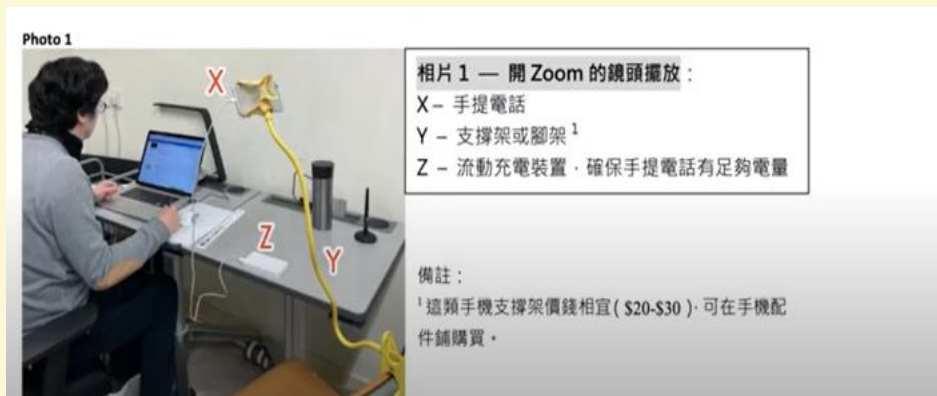 Photo 1
X
Z
Y
相片 1 — 開 Zoom 的鏡頭擺放：
X – 手提電話
Y – 支撐架或腳架 1
Z – 流動充電裝置，確保手提電話有足夠電量
備註：
1 這類手機支撐架價錢相宜( $20-$30 )，可在手機配
件鋪購買。